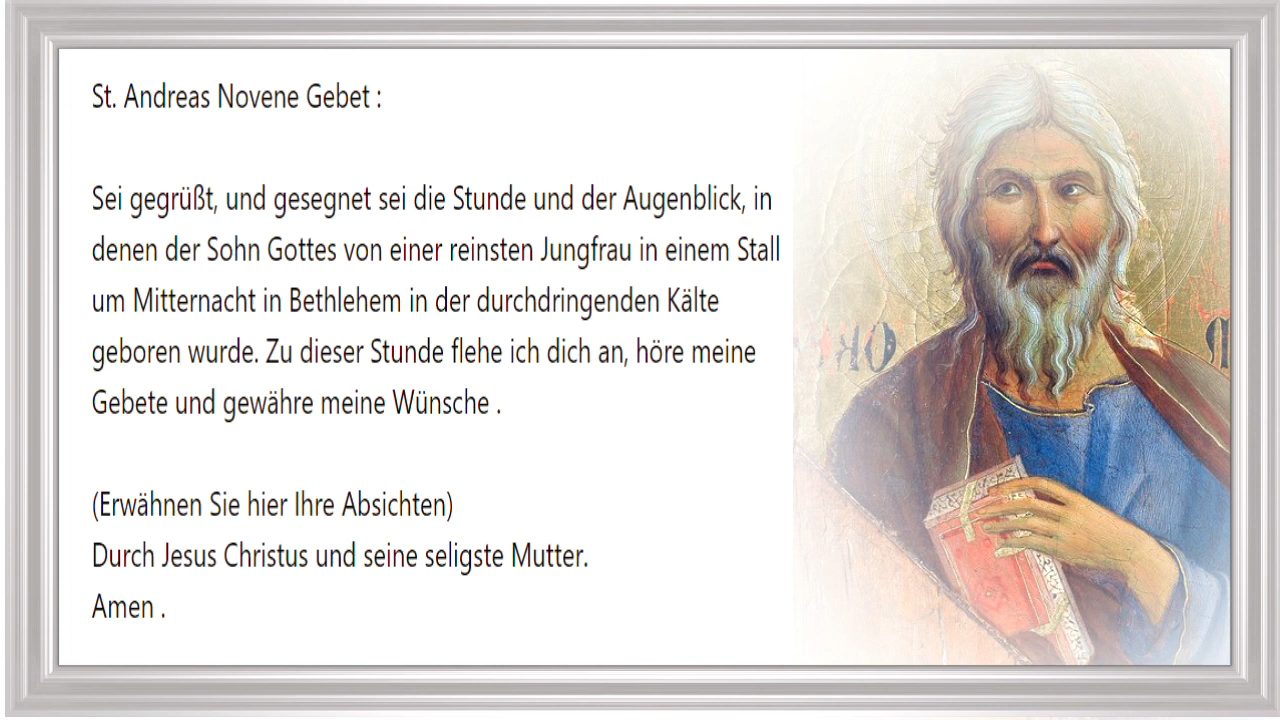 St. Andreas Novene Gebet :
Sei gegrüßt, und gesegnet sei die Stunde und der Augenblick, in
denen der Sohn Gottes von einer reinsten Jungfrau in einem Stall
um Mitternacht in Bethlehem in der durchdringenden Kälte
geboren wurde. Zu dieser Stunde flehe ich dich an, höre meine
Gebete und gewähre meine Wünsche .
(Erwähnen Sie hier Ihre Absichten)
Durch Jesus Christus und seine seligste Mutter.
Amen .